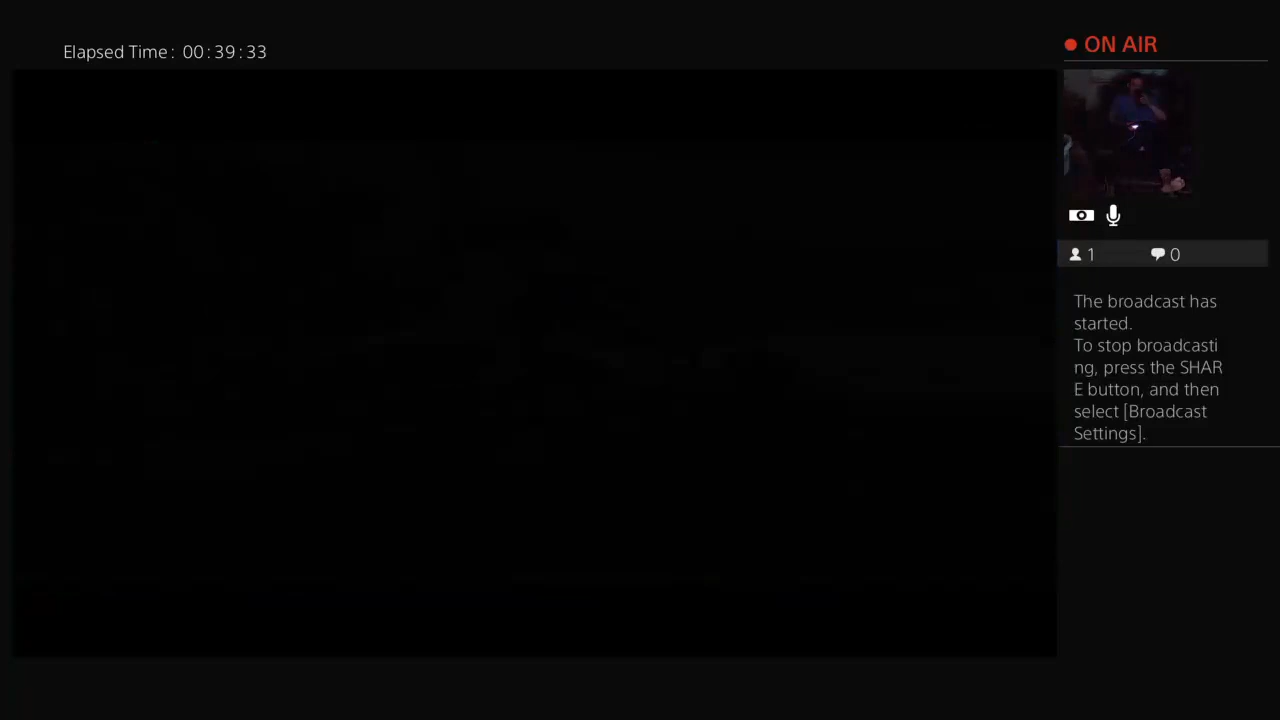 Elapsed Time: 00:39:33
ON AIR
1 0
The broadcast has
started.
To stop broadcasti
ng, press the SHAR
E button, and then
select [Broadcast
Settings].